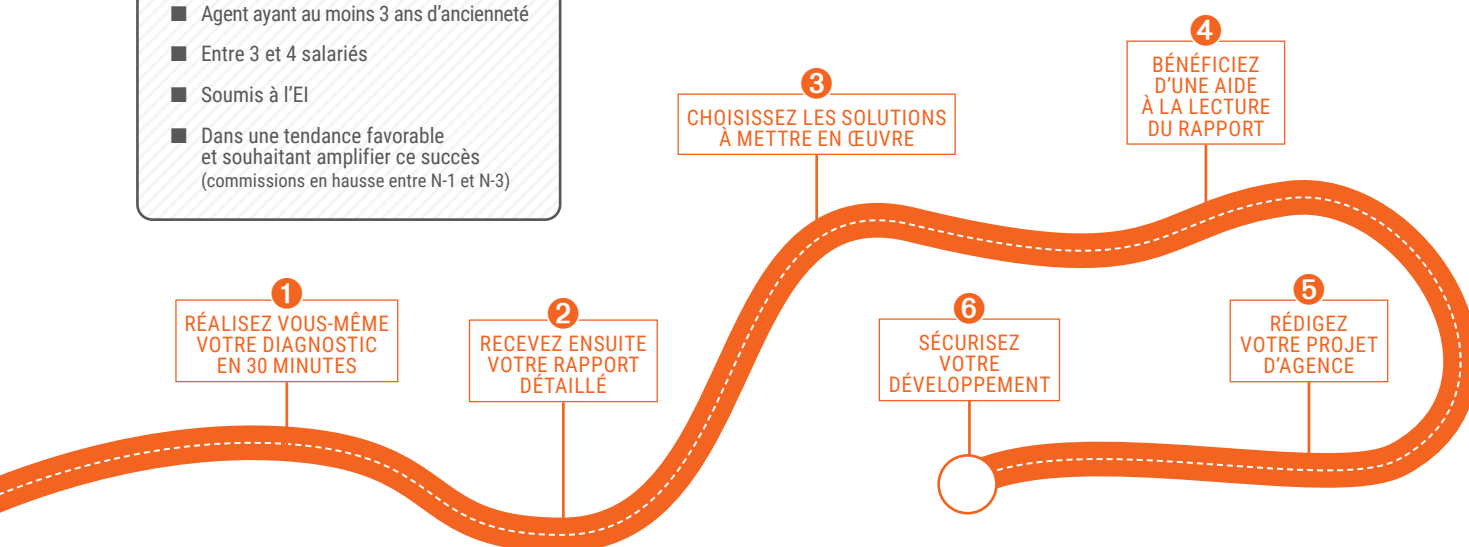 ■ Agent ayant au moins 3 ans d'ancienneté
■ Entre 3 et 4 salariés
■ Soumis à l'EI
■ Dans une tendance favorable
et souhaitant amplifier ce succès
(commissions en hausse entre N-1 et N-3)
1
RÉALISEZ VOUS-MÊME
VOTRE DIAGNOSTIC
EN 30 MINUTES
2
RECEVEZ ENSUITE
VOTRE RAPPORT
DÉTAILLÉ
3
CHOISISSEZ LES SOLUTIONS
À METTRE EN ŒUVRE
4
BÉNÉFICIEZ
D'UNE AIDE
À LA LECTURE
DU RAPPORT
5
RÉDIGEZ
VOTRE PROJET
D'AGENCE
6
SÉCURISEZ
VOTRE
DÉVELOPPEMENT